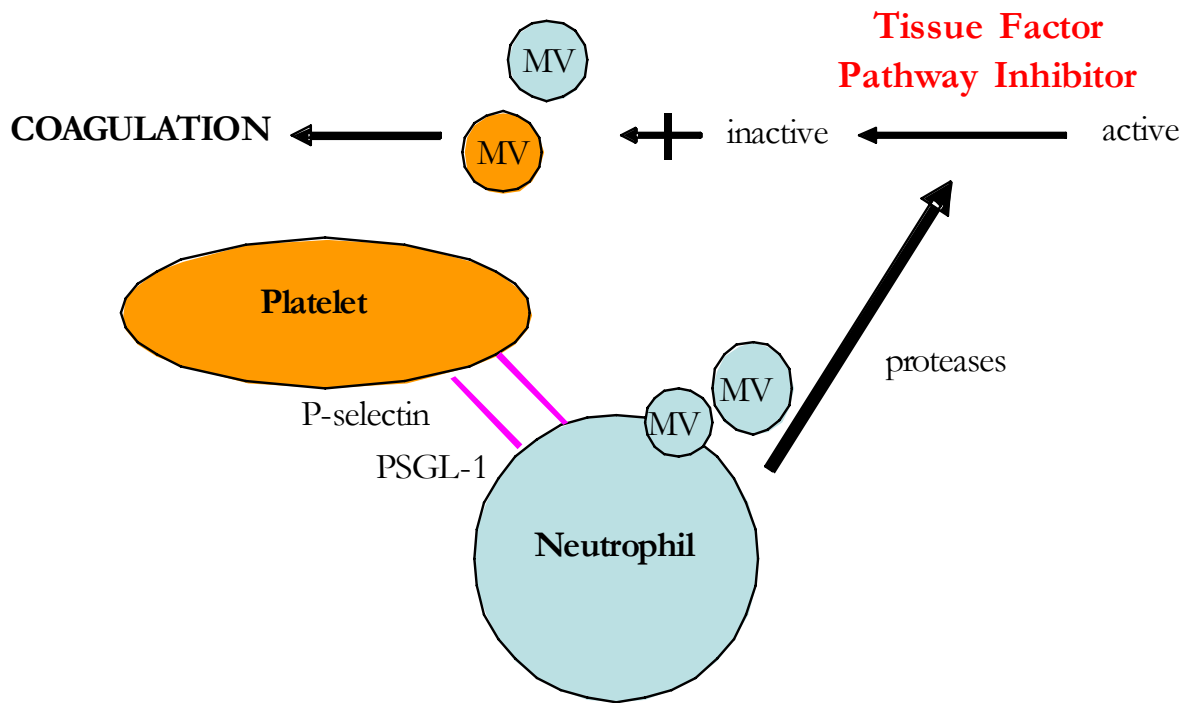 Tissue Factor
Pathway Inhibitor
MV
COAGULATION
MV
inactive
active
Platelet
proteases
MV
MV
P-selectin
PSGL-1
Neutrophil